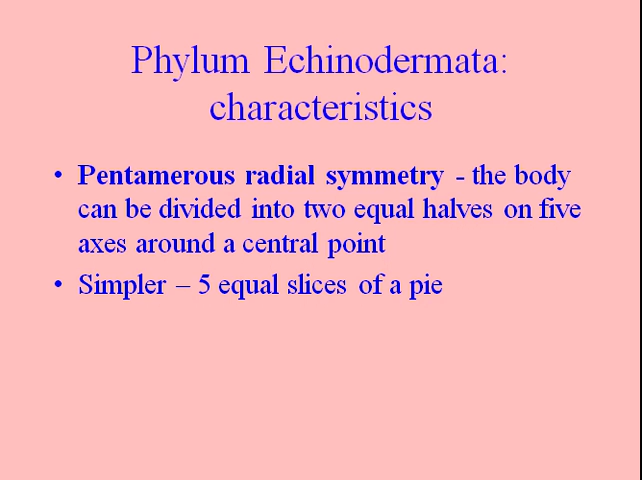 Phylum Echinodermata:
characteristics
• Pentamerous radial symmetry - the body
can be divided into two equal halves on five
axes around a central point
• Simpler – 5 equal slices of a pie